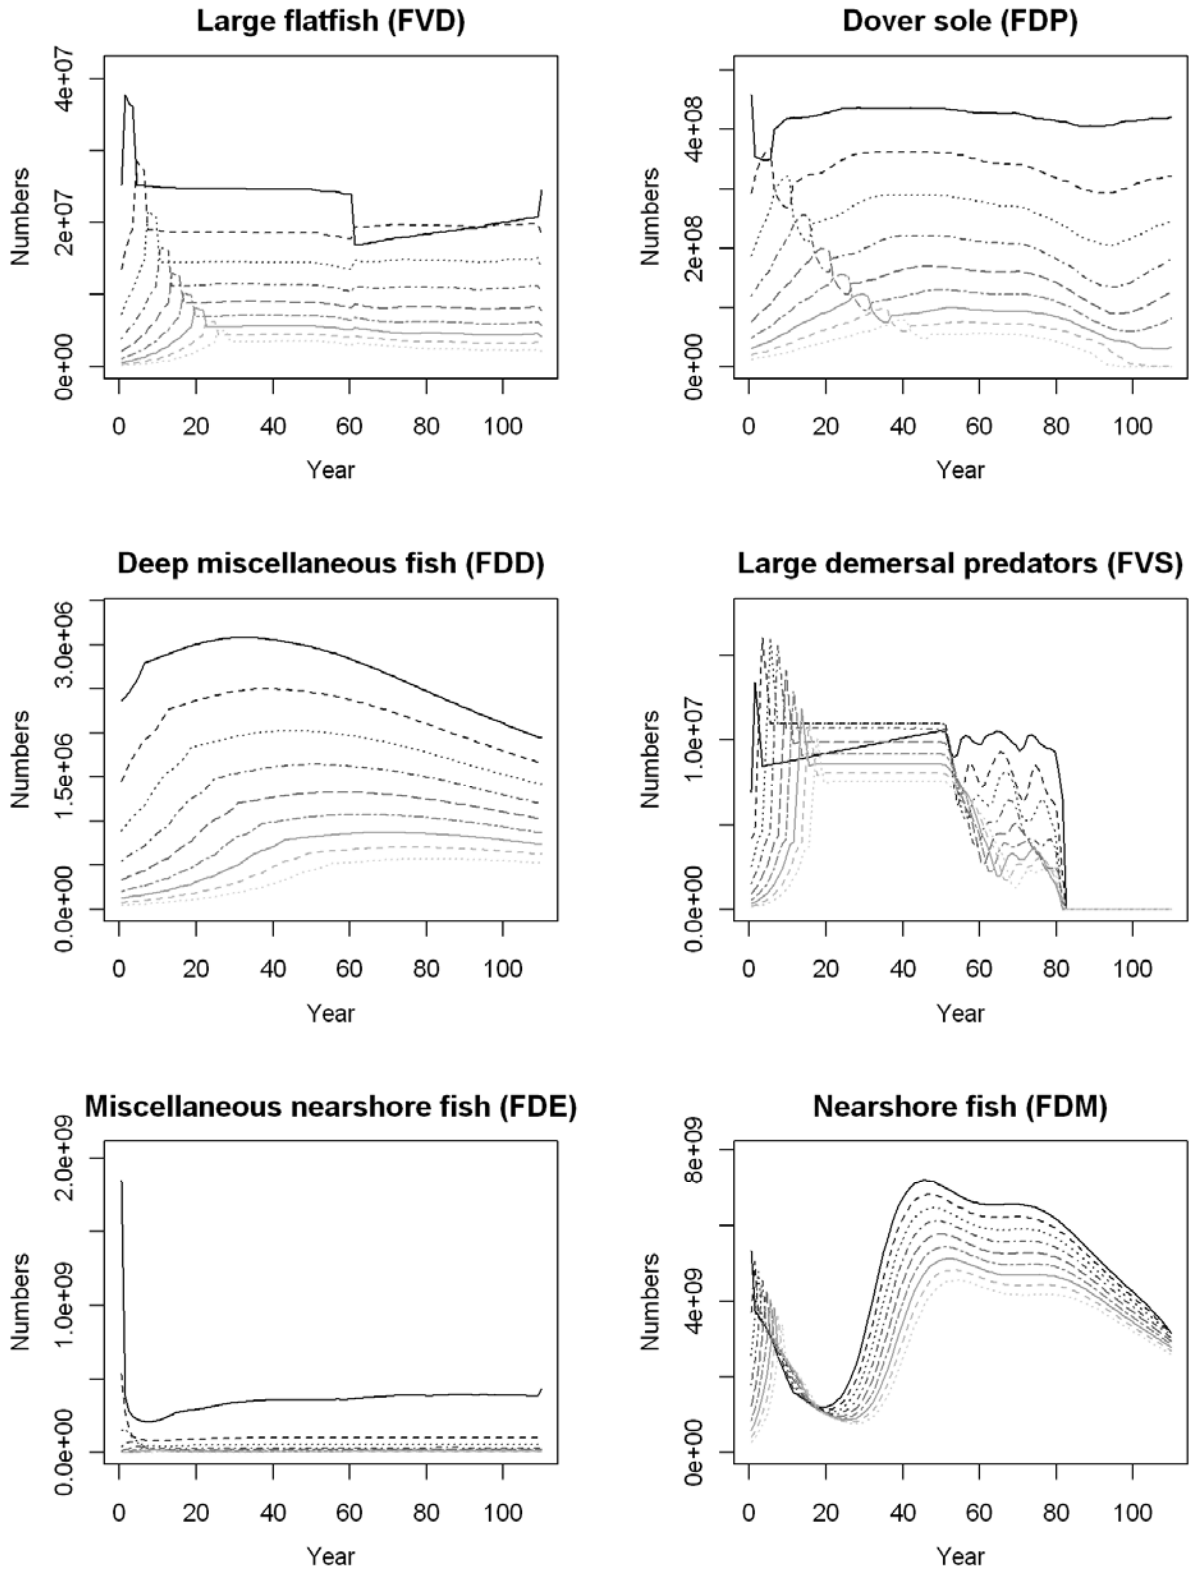 Large flatfish (FVD)
Numbers
0e+00 2e+07 4e+07
0 20 40 60 80 100
Year
Dover sole (FDP)
Numbers
0e+00 2e+08 4e+08
0 20 40 60 80 100
Year
Deep miscellaneous fish (FDD)
Numbers
0.0e+00 1.5e+06 3.0e+06
0 20 40 60 80 100
Year
Large demersal predators (FVS)
Numbers
0.0e+00 1.0e+07
0 20 40 60 80 100
Year
Miscellaneous nearshore fish (FDE)
Numbers
0.0e+00 1.0e+09 2.0e+09
0 20 40 60 80 100
Year
Nearshore fish (FDM)
Numbers
0e+00 4e+09 8e+09
0 20 40 60 80 100
Year